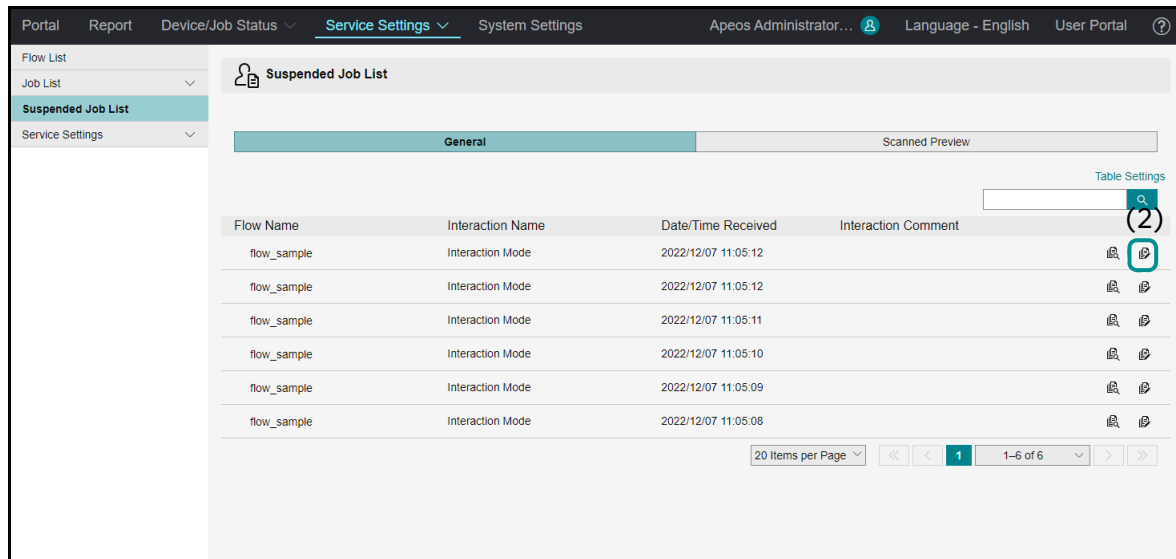 Portal Report Device/Job Status Service Settings System Settings Apeos Administrator... Language - English User Portal ?
Flow List
Job List
Suspended Job List
Service Settings
Suspended Job List
General Scanned Preview
Table Settings
(2)
Flow Name Interaction Name Date/Time Received Interaction Comment
flow_sample Interaction Mode 2022/12/07 11:05:12
flow_sample Interaction Mode 2022/12/07 11:05:12
flow_sample Interaction Mode 2022/12/07 11:05:11
flow_sample Interaction Mode 2022/12/07 11:05:10
flow_sample Interaction Mode 2022/12/07 11:05:09
flow_sample Interaction Mode 2022/12/07 11:05:08
20 Items per Page 1 1–6 of 6